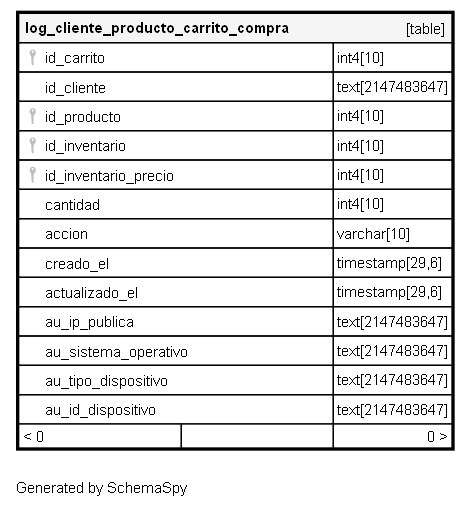 log_cliente_producto_carrito_compra [table]
id_carrito int4[10]
id_cliente text[2147483647]
id_producto int4[10]
id_inventario int4[10]
id_inventario_precio int4[10]
cantidad int4[10]
accion varchar[10]
creado_el timestamp[29,6]
actualizado_el timestamp[29,6]
au_ip_publica text[2147483647]
au_sistema_operativo text[2147483647]
au_tipo_dispositivo text[2147483647]
au_id_dispositivo text[2147483647]
< 0 0 >
Generated by SchemaSpy